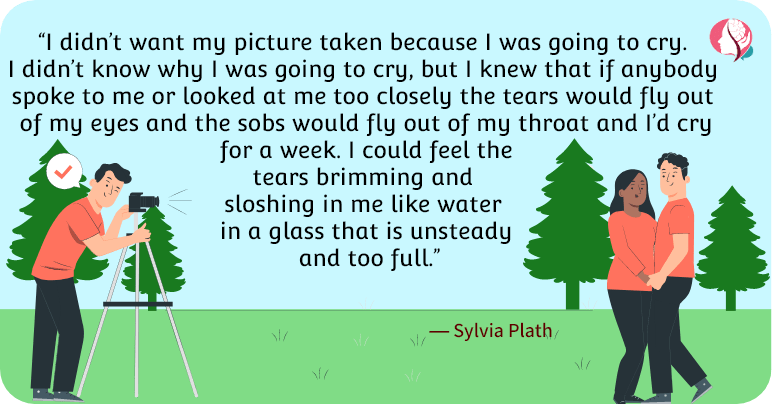 “I didn’t want my picture taken because I was going to cry.
I didn’t know why I was going to cry, but I knew that if anybody
spoke to me or looked at me too closely the tears would fly out
of my eyes and the sobs would fly out of my throat and I’d cry
for a week. I could feel the
tears brimming and
sloshing in me like water
in a glass that is unsteady
and too full.”
― Sylvia Plath